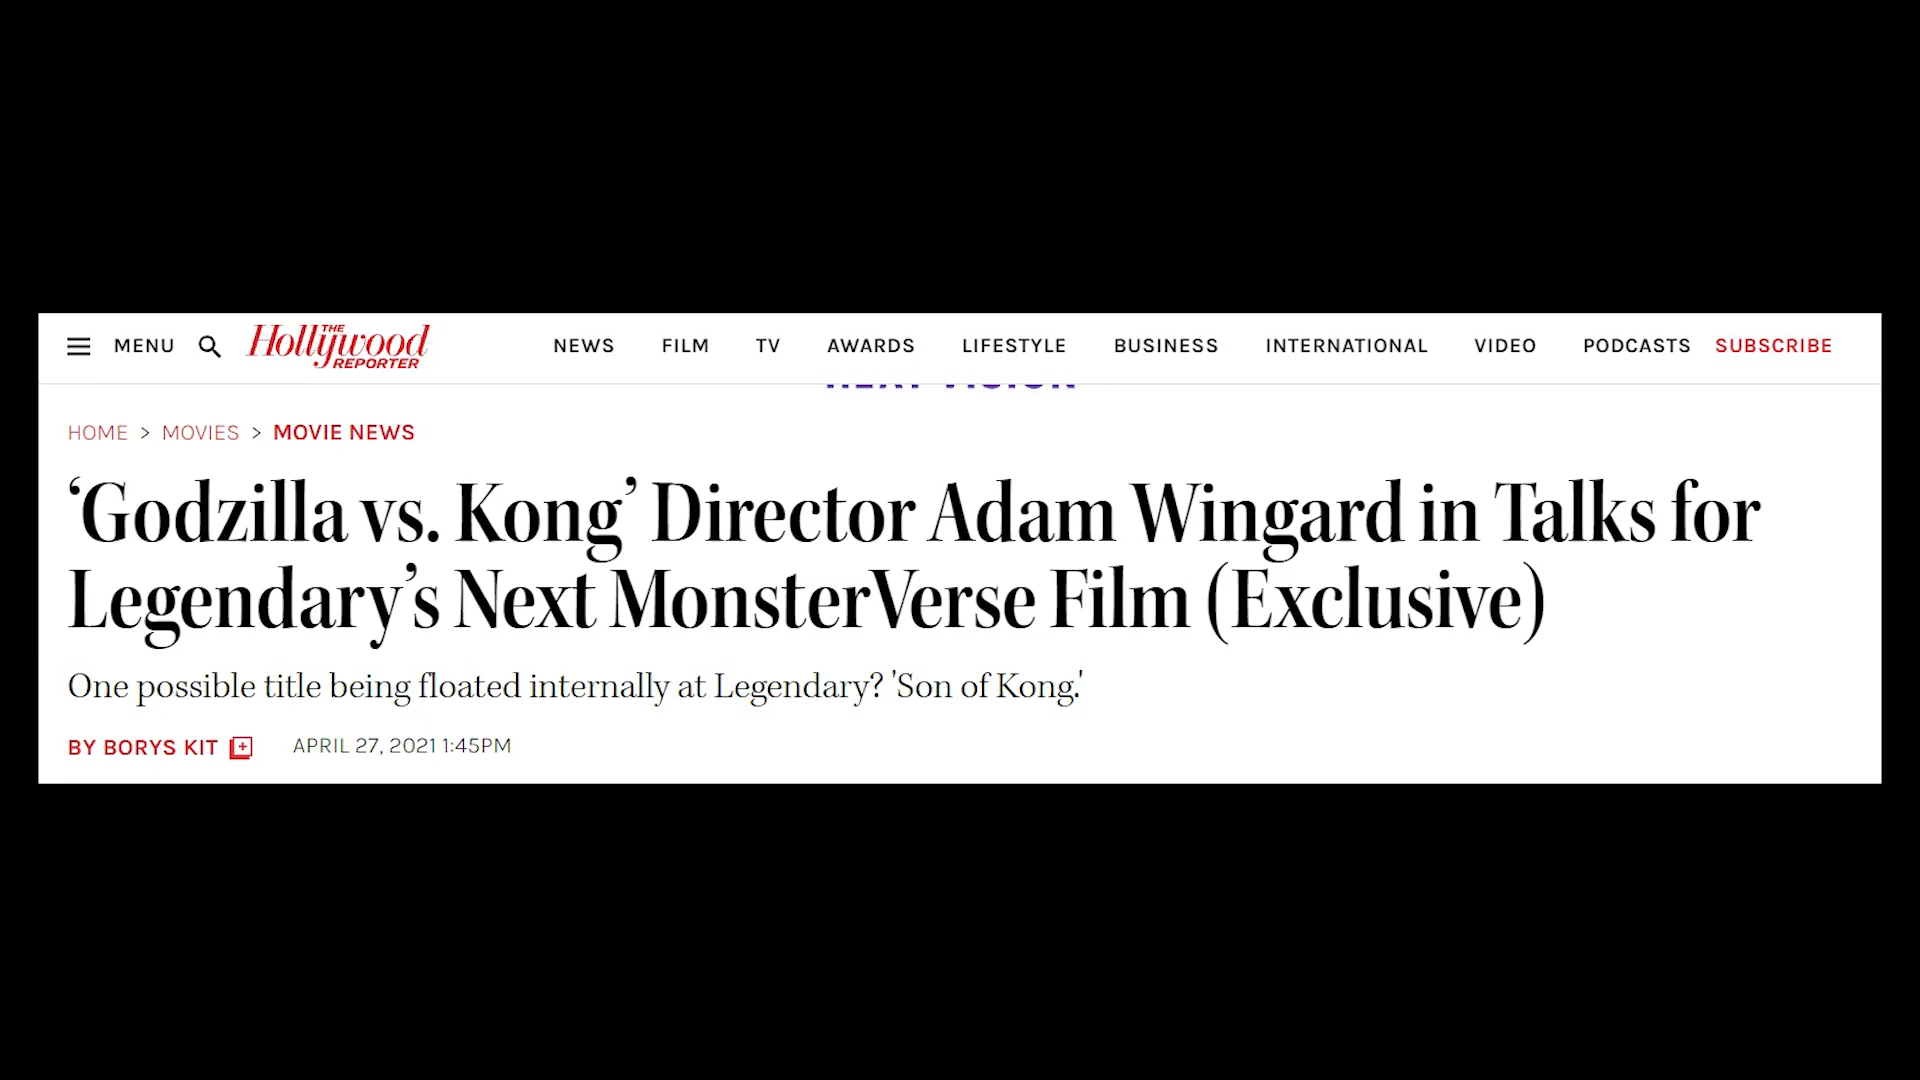 MENU
THE
Hollywood
REPORTER
NEWS FILM TV AWARDS LIFESTYLE BUSINESS INTERNATIONAL VIDEO PODCASTS SUBSCRIBE
HOME > MOVIES > MOVIE NEWS
‘Godzilla vs. Kong’ Director Adam Wingard in Talks for
Legendary’s Next MonsterVerse Film (Exclusive)
One possible title being floated internally at Legendary? 'Son of Kong.'
BY BORYS KIT APRIL 27, 2021 1:45PM